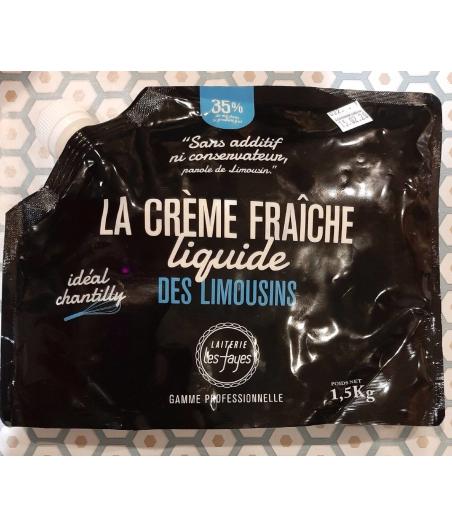 35%
"Sans additif
ni conservateur,
parole de Limousin."
LA CRÈME FRAÎCHE
liquide
DES LIMOUSINS
idéal
chantilly
LAITERIE
Les Fayes
GAMME PROFESSIONNELLE
POIDS NET
1,5Kg